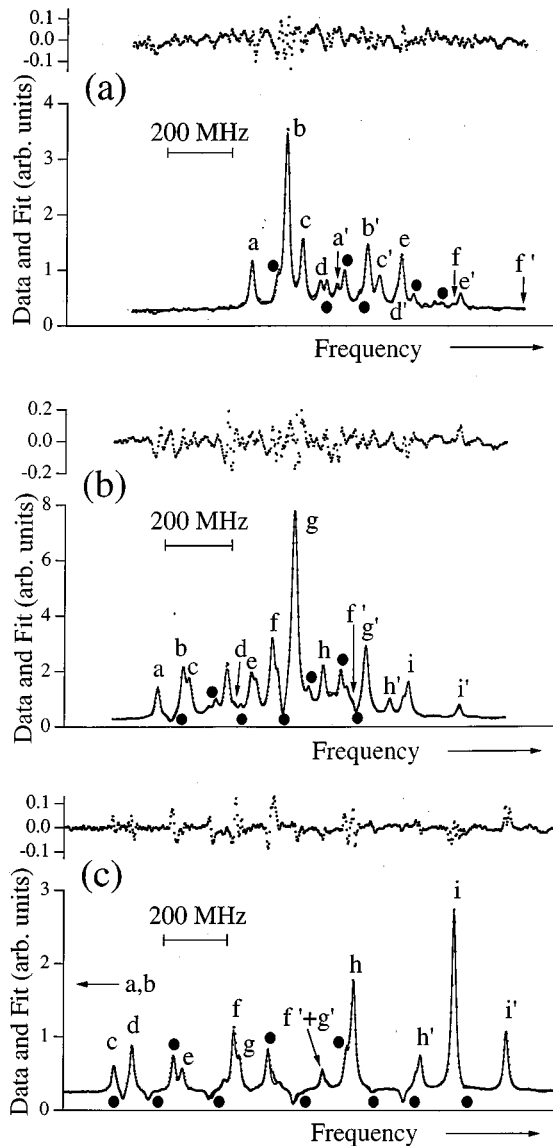 0.1
0.0
-0.1
(a)
Data and Fit (arb. units)
4
3
2
1
0
200 MHz
a
b
c
d
a'
b'
c'
d'
e
f
e'
f '
Frequency
0.2
0.0
-0.2
(b)
Data and Fit (arb. units)
8
6
4
2
0
200 MHz
a
b
c
d
e
f
g
h
f '
g'
h'
i
i'
Frequency
0.1
0.0
-0.1
(c)
Data and Fit (arb. units)
3
2
1
0
200 MHz
a,b
c
d
e
f
g
f '+g'
h
h'
i
i'
Frequency